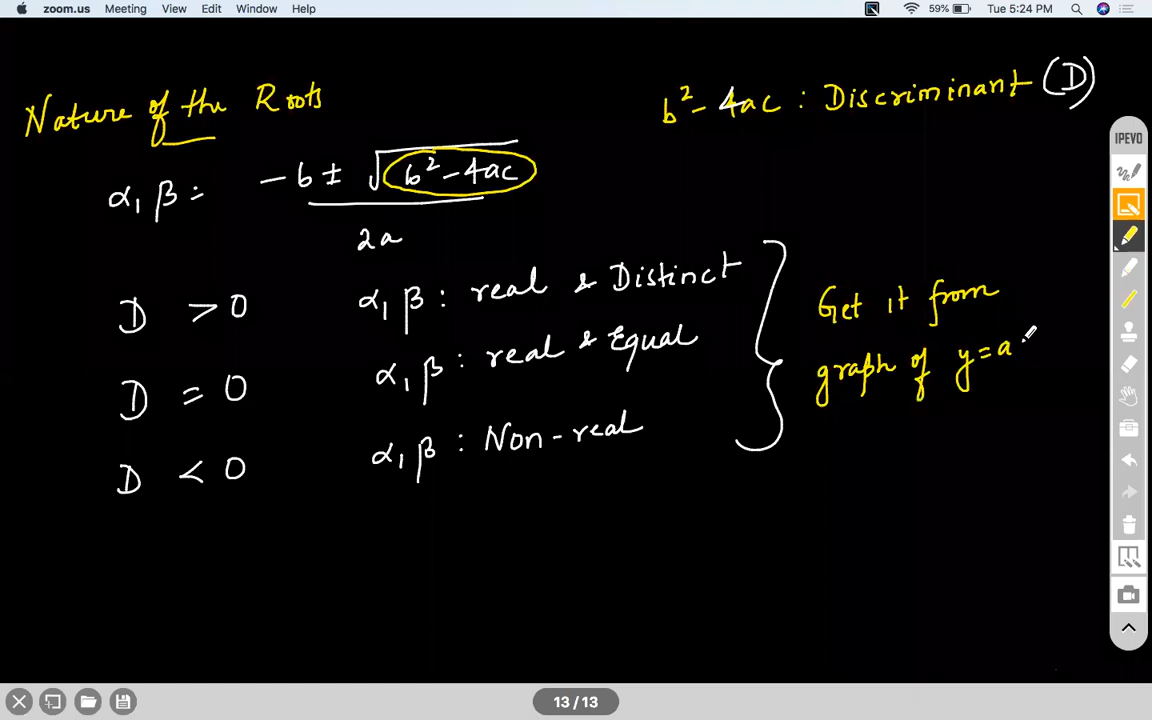 zoom.us Meeting View Edit Window Help 59% Tue 5:24 PM
Nature of the Roots
b² - 4ac : Discriminant (D)
IPEVO
α, β = -b ± √b² - 4ac
2a
D > 0 α, β : real & Distinct
D = 0 α, β : real & Equal
D < 0 α, β : Non-real
Get it from
graph of y = a
13 / 13